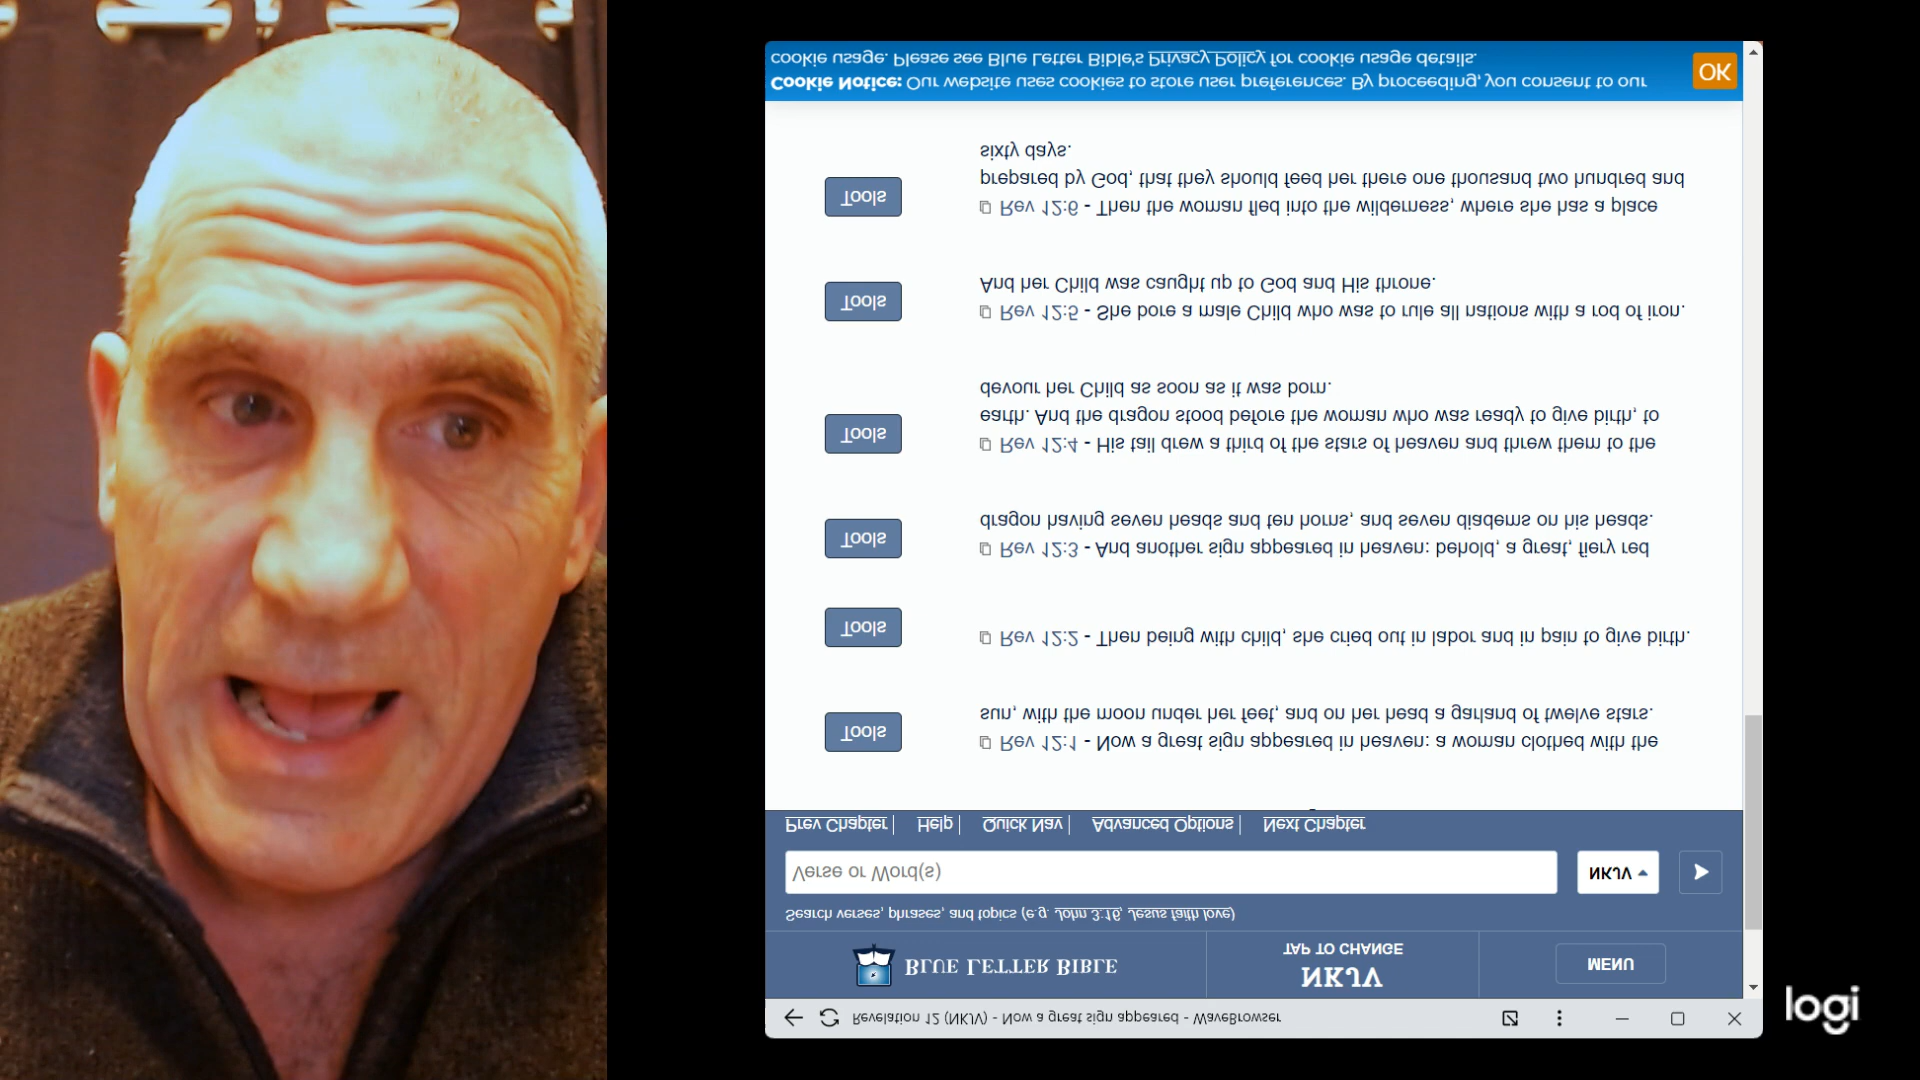 Revelation 12 (NKJV) - Now a great sign appeared - WaveBrowser
BLUE LETTER BIBLE
NKJV
TAP TO CHANGE
MENU
Search verses, phrases, and topics (e.g. John 3:16, Jesus faith love)
Verse or Word(s)
NKJV
Prev Chapter | Help | Quick Nav | Advanced Options | Next Chapter
Tools
Rev 12:1 - Now a great sign appeared in heaven: a woman clothed with the
sun, with the moon under her feet, and on her head a garland of twelve stars.
Tools
Rev 12:2 - Then being with child, she cried out in labor and in pain to give birth.
Tools
Rev 12:3 - And another sign appeared in heaven: behold, a great, fiery red
dragon having seven heads and ten horns, and seven diadems on his heads.
Tools
Rev 12:4 - His tail drew a third of the stars of heaven and threw them to the
earth. And the dragon stood before the woman who was ready to give birth, to
devour her Child as soon as it was born.
Tools
Rev 12:5 - She bore a male Child who was to rule all nations with a rod of iron.
And her Child was caught up to God and His throne.
Tools
Rev 12:6 - Then the woman fled into the wilderness, where she has a place
prepared by God, that they should feed her there one thousand two hundred and
sixty days.
Cookie Notice: Our website uses cookies to store user preferences. By proceeding, you consent to our
cookie usage. Please see Blue Letter Bible's Privacy Policy for cookie usage details.
OK
logi